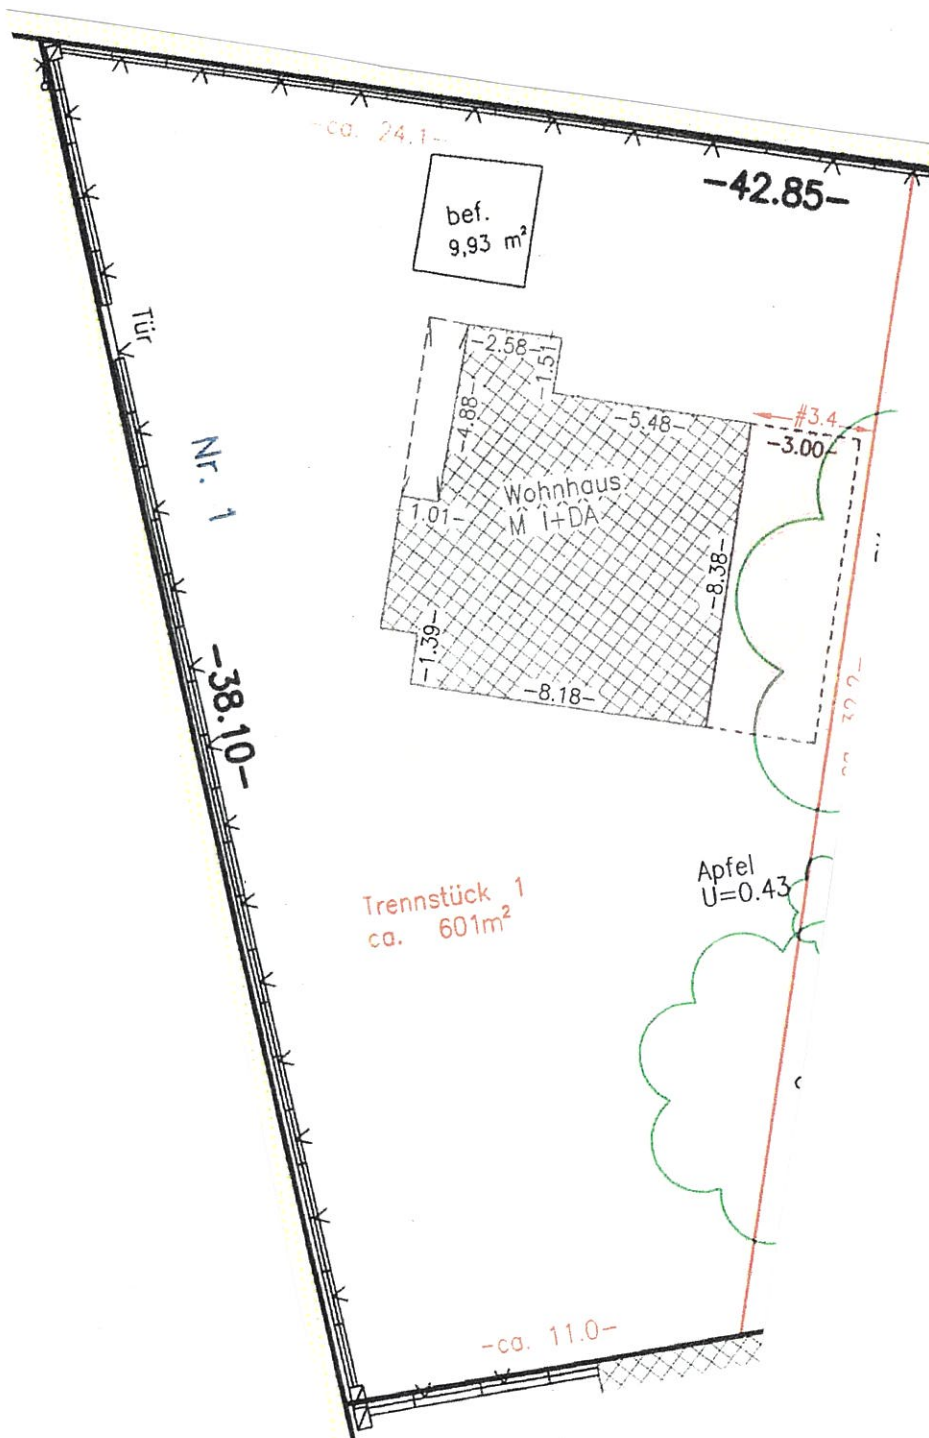 -ca. 24.1-
-42.85-
bef.
9,93 m²
Tür
-2.58-
-1.51
-4.88-
-5.48-
#3.4
-3.00-
Nr. 1
Wohnhaus
M I+DA
1.01-
-8.38-
-1.39-
-8.18-
-38.10-
Apfel
U=0.43
Trennstück 1
ca. 601m²
-ca. 11.0-